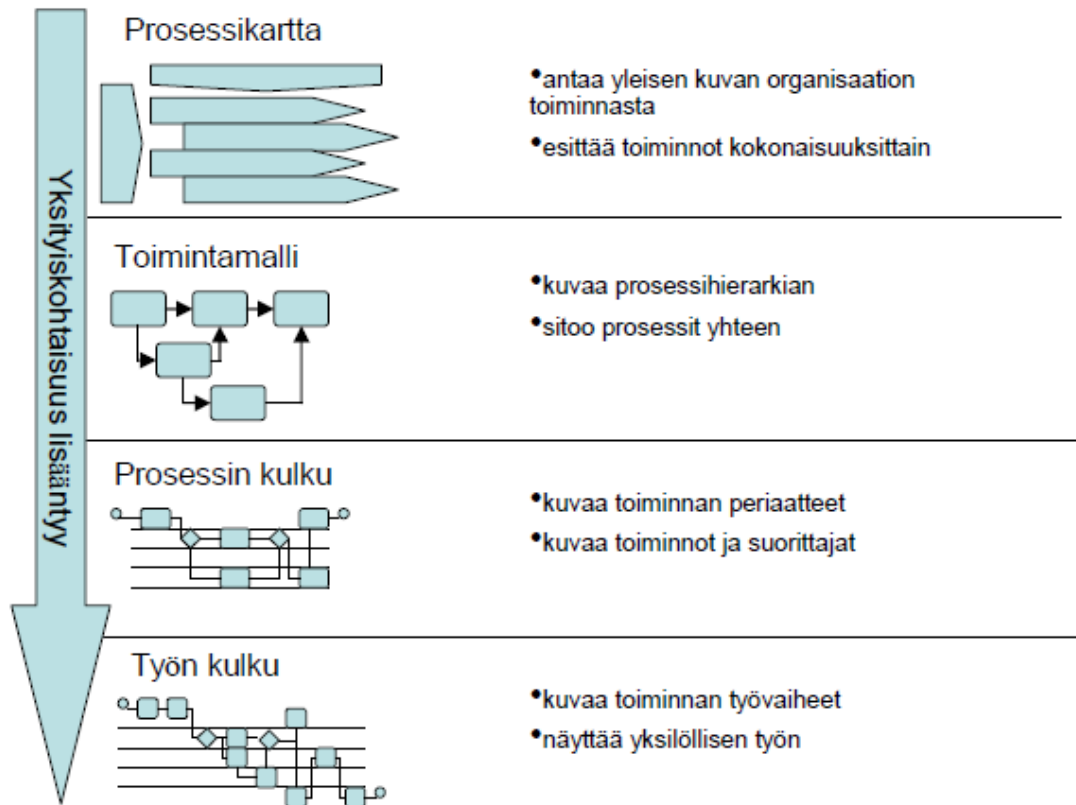 Yksityiskohtaisuus lisääntyy
Prosessikartta
•antaa yleisen kuvan organisaation
toiminnasta
•esittää toiminnot kokonaisuuksittain
Toimintamalli
•kuvaa prosessihierarkian
•sitoo prosessit yhteen
Prosessin kulku
•kuvaa toiminnan periaatteet
•kuvaa toiminnot ja suorittajat
Työn kulku
•kuvaa toiminnan työvaiheet
•näyttää yksilöllisen työn